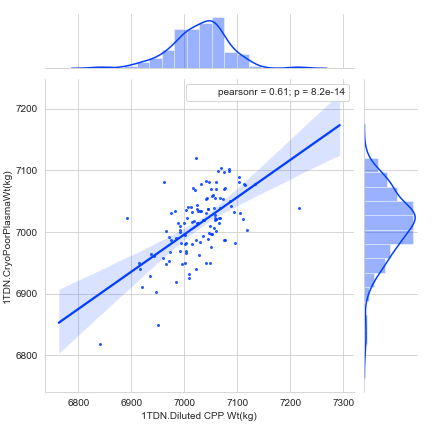 pearsonr = 0.61; p = 8.2e-14
7200
7100
7000
6900
6800
1TDN.CryoPoorPlasmaWt(kg)
6800 6900 7000 7100 7200 7300
1TDN.Diluted CPP Wt(kg)